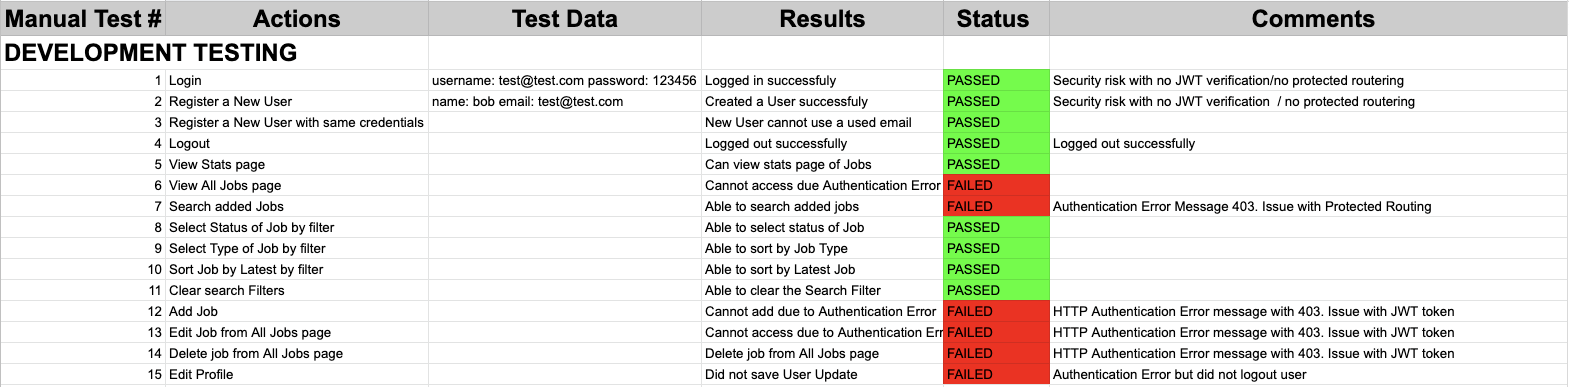 Manual Test # Actions Test Data Results Status Comments
DEVELOPMENT TESTING
1 Login username: test@test.com password: 123456 Logged in successfuly PASSED Security risk with no JWT verification/no protected routering
2 Register a New User name: bob email: test@test.com Created a User successfuly PASSED Security risk with no JWT verification / no protected routering
3 Register a New User with same credentials New User cannot use a used email PASSED
4 Logout Logged out successfully PASSED Logged out successfully
5 View Stats page Can view stats page of Jobs PASSED
6 View All Jobs page Cannot access due Authentication Error FAILED
7 Search added Jobs Able to search added jobs FAILED Authentication Error Message 403. Issue with Protected Routing
8 Select Status of Job by filter Able to select status of Job PASSED
9 Select Type of Job by filter Able to sort by Job Type PASSED
10 Sort Job by Latest by filter Able to sort by Latest Job PASSED
11 Clear search Filters Able to clear the Search Filter PASSED
12 Add Job Cannot add due to Authentication Error FAILED HTTP Authentication Error message with 403. Issue with JWT token
13 Edit Job from All Jobs page Cannot access due to Authentication Err FAILED HTTP Authentication Error message with 403. Issue with JWT token
14 Delete job from All Jobs page Delete job from All Jobs page FAILED HTTP Authentication Error message with 403. Issue with JWT token
15 Edit Profile Did not save User Update FAILED Authentication Error but did not logout user